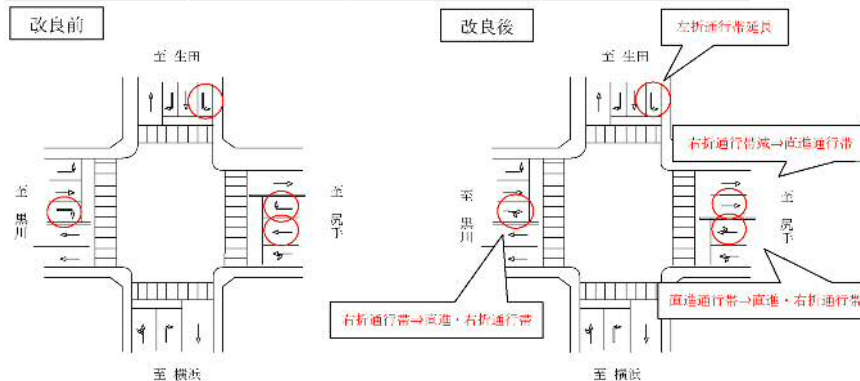 改良前
至 生田
至 黒川
至 尻手
至 横浜
改良後
左折通行帯延長
至 生田
右折通行帯減→直進通行帯
至 黒川
至 尻手
右折通行帯→直進・右折通行帯
直進通行帯→直進・右折通行帯
至 横浜